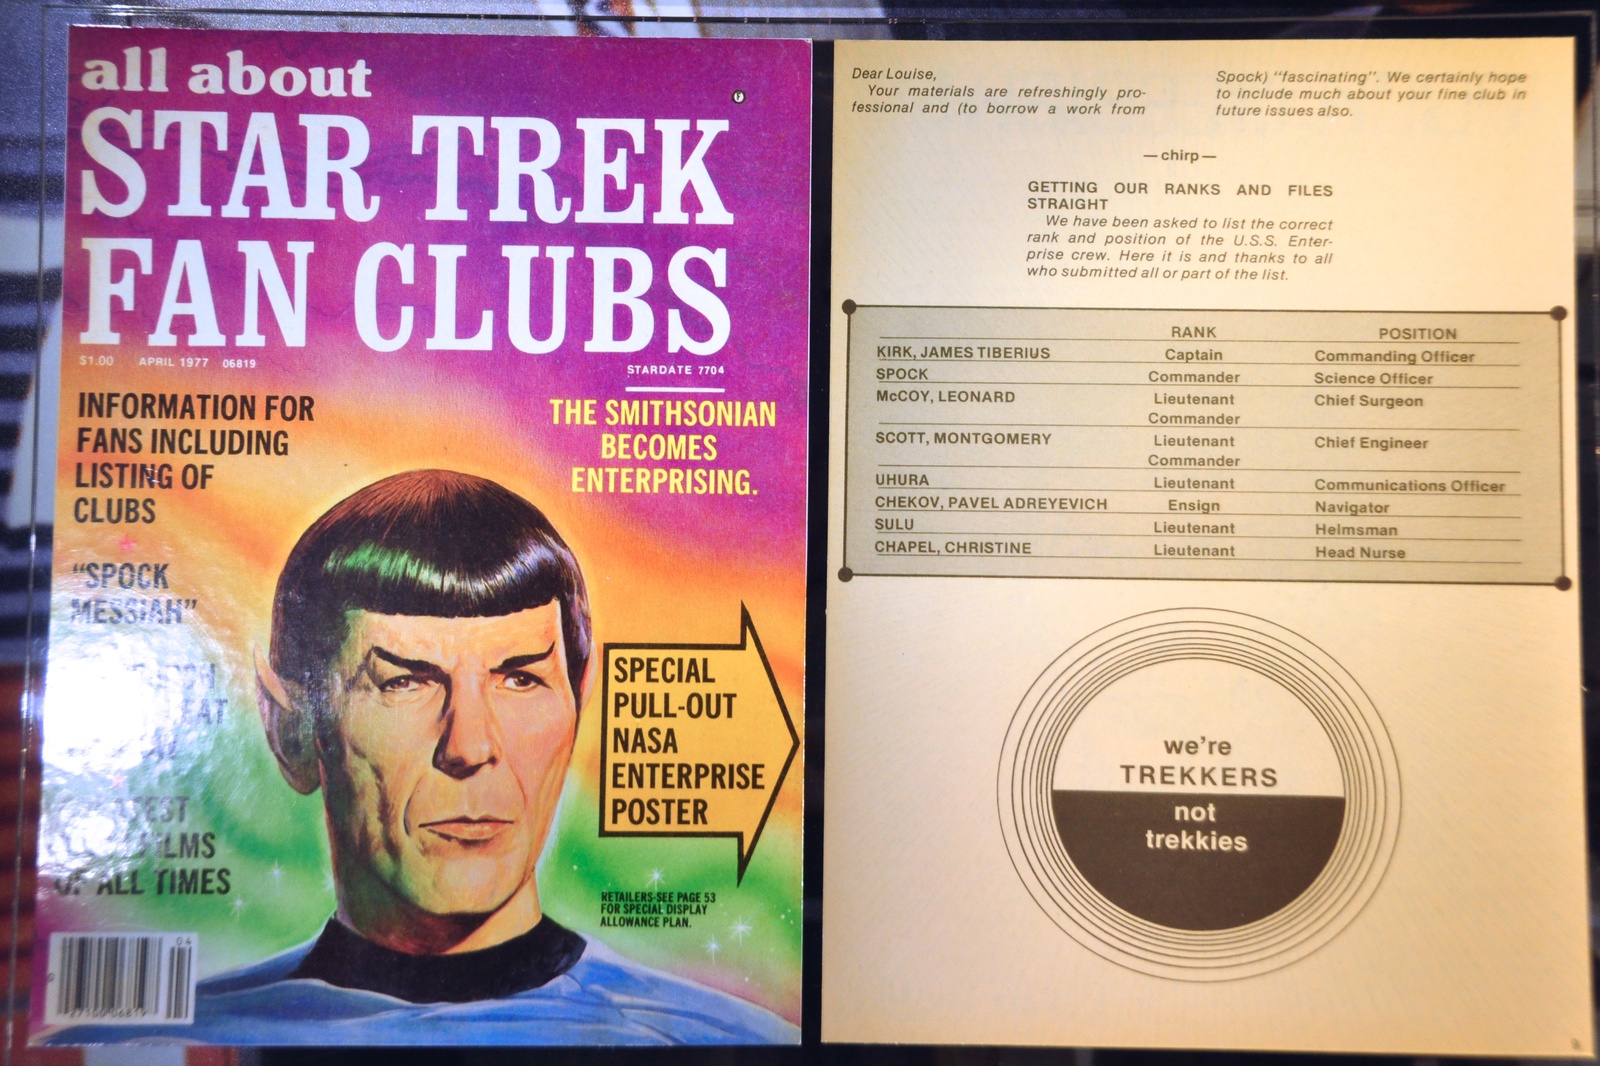 all about
STAR TREK
FAN CLUBS
$1.00 APRIL 1977 06819
STARDATE 7704
INFORMATION FOR
FANS INCLUDING
LISTING OF
CLUBS
"SPOCK
MESSIAH"
THE SMITHSONIAN
BECOMES
ENTERPRISING.
SPECIAL
PULL-OUT
NASA
ENTERPRISE
POSTER
OF ALL TIMES
RETAILERS-SEE PAGE 53
FOR SPECIAL DISPLAY
ALLOWANCE PLAN.
04
Dear Louise,
Your materials are refreshingly pro-
fessional and (to borrow a work from
Spock) "fascinating". We certainly hope
to include much about your fine club in
future issues also.
—chirp—
GETTING OUR RANKS AND FILES
STRAIGHT
We have been asked to list the correct
rank and position of the U.S.S. Enter-
prise crew. Here it is and thanks to all
who submitted all or part of the list.
RANK POSITION
KIRK, JAMES TIBERIUS Captain Commanding Officer
SPOCK Commander Science Officer
McCOY, LEONARD Lieutenant Chief Surgeon
Commander
SCOTT, MONTGOMERY Lieutenant Chief Engineer
Commander
UHURA Lieutenant Communications Officer
CHEKOV, PAVEL ADREYEVICH Ensign Navigator
SULU Lieutenant Helmsman
CHAPEL, CHRISTINE Lieutenant Head Nurse
we're
TREKKERS
not
trekkies